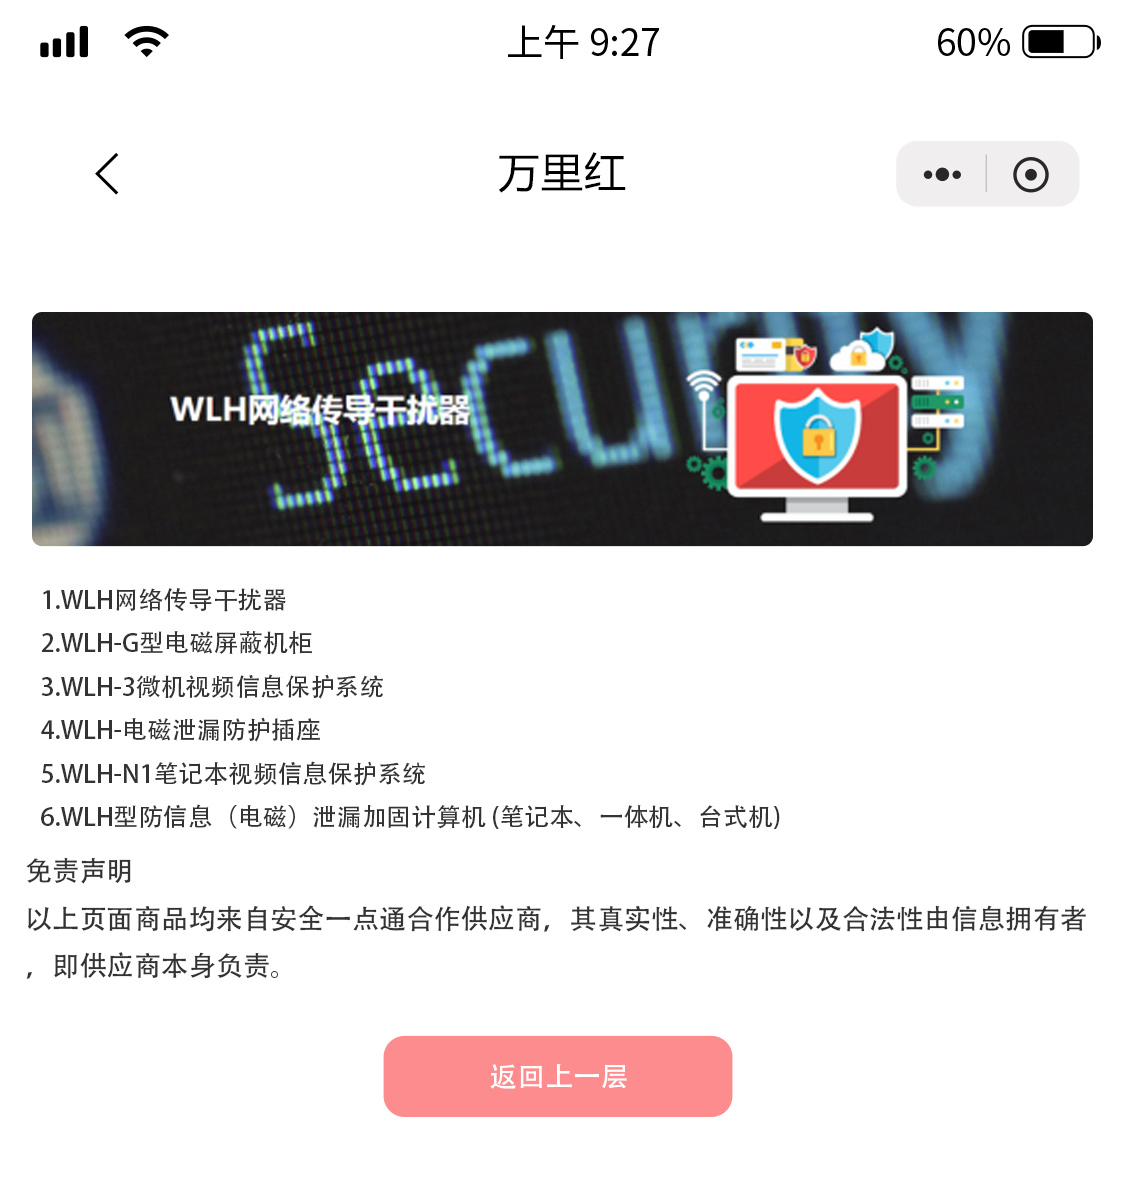 上午 9:27
60%
万里红
Security
WLH网络传导干扰器
1.WLH网络传导干扰器
2.WLH-G型电磁屏蔽机柜
3.WLH-3微机视频信息保护系统
4.WLH-电磁泄漏防护插座
5.WLH-N1笔记本视频信息保护系统
6.WLH型防信息（电磁）泄漏加固计算机 (笔记本、一体机、台式机)
免责声明
以上页面商品均来自安全一点通合作供应商，其真实性、准确性以及合法性由信息拥有者
，即供应商本身负责。
返回上一层